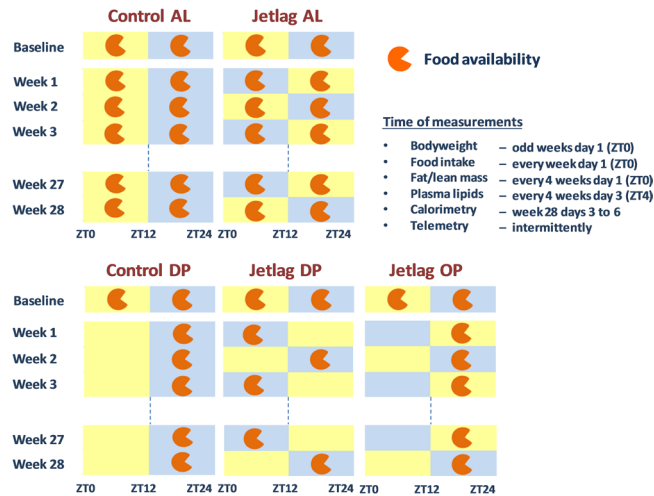 Control AL Jetlag AL
Baseline
Food availability
Week 1
Week 2
Week 3
Week 27
Week 28
ZT0 ZT12 ZT24 ZT0 ZT12 ZT24
Time of measurements
• Bodyweight – odd weeks day 1 (ZT0)
• Food intake – every week day 1 (ZT0)
• Fat/lean mass – every 4 weeks day 1 (ZT0)
• Plasma lipids – every 4 weeks day 3 (ZT4)
• Calorimetry – week 28 days 3 to 6
• Telemetry – intermittently
Control DP Jetlag DP Jetlag OP
Baseline
Week 1
Week 2
Week 3
Week 27
Week 28
ZT0 ZT12 ZT24 ZT0 ZT12 ZT24 ZT0 ZT12 ZT24